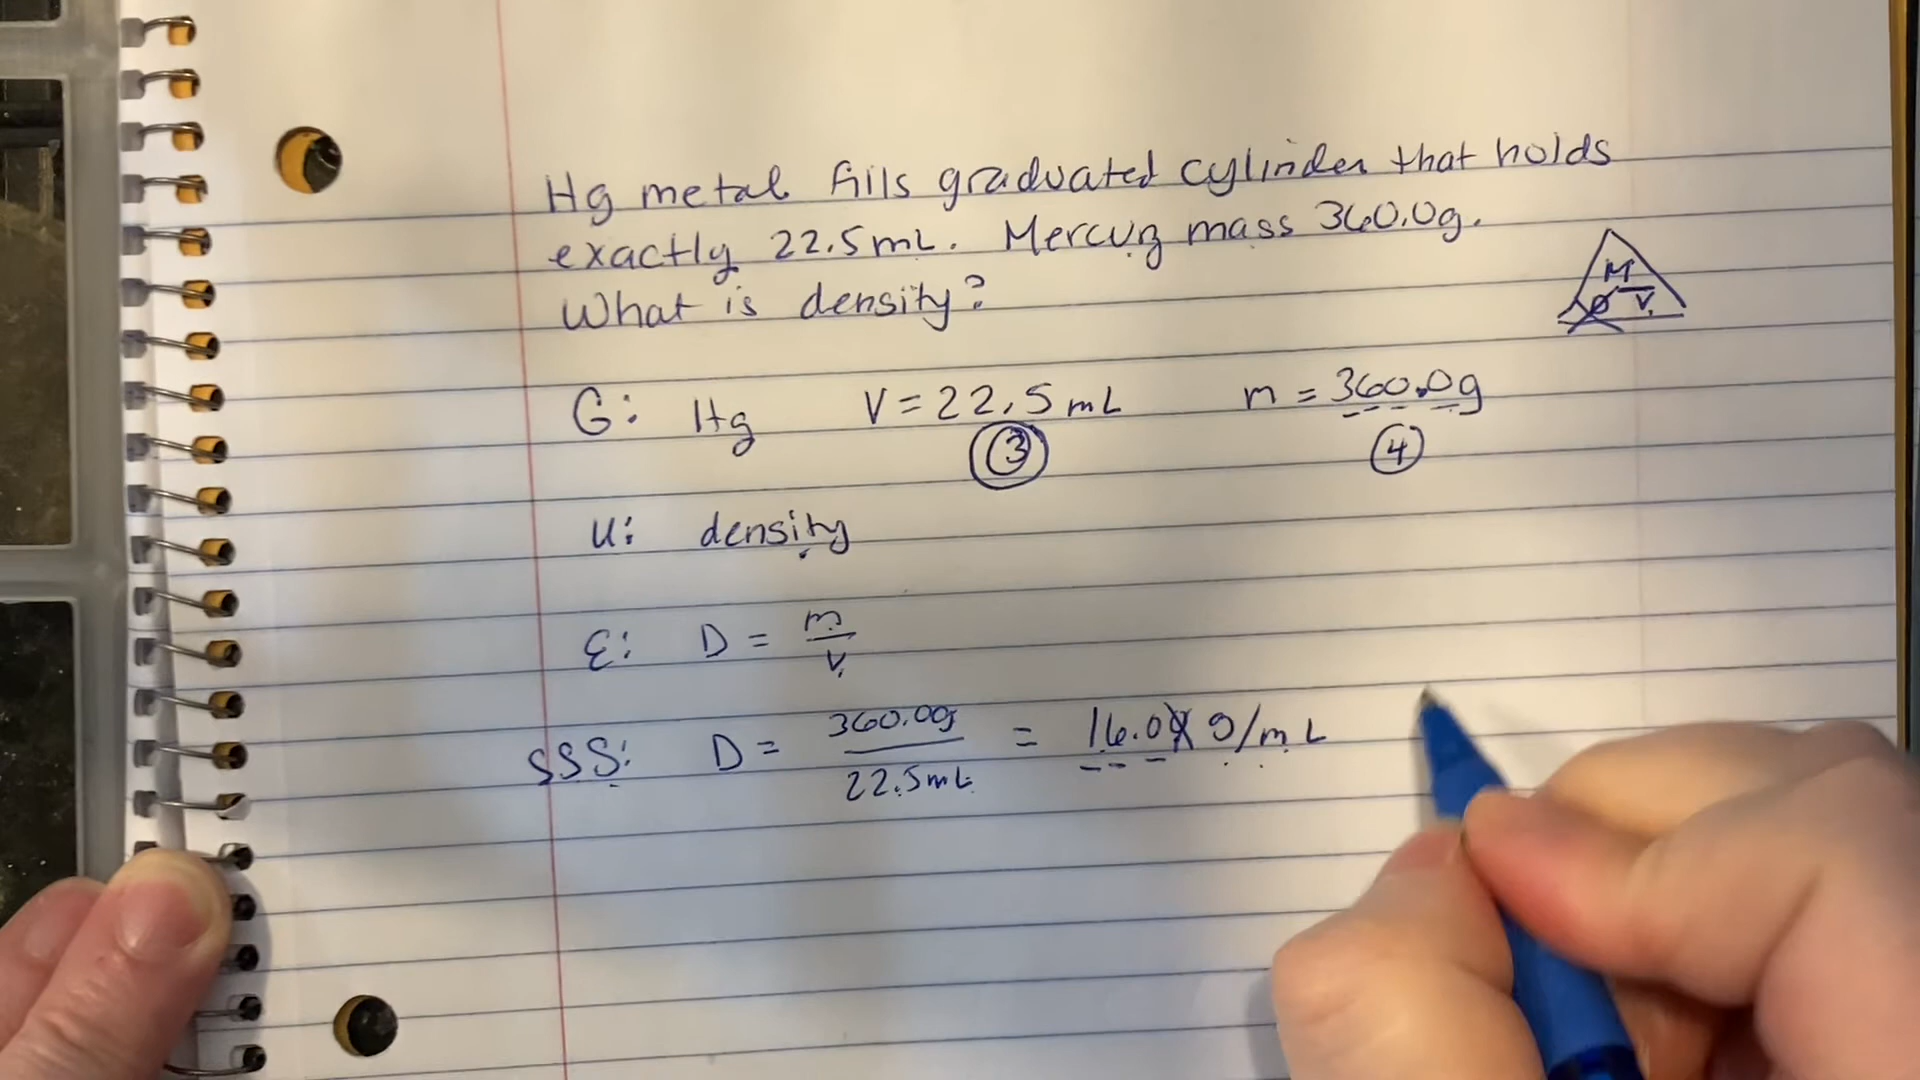 Hg metal fills graduated cylinder that holds
exactly 22.5 mL. Mercury mass 360.0g.
What is density?
M
D V
G: Hg V = 22.5 mL m = 360.0g
3 4
U: density
E: D = m/v
SSS: D = 360.0g/22.5mL = 16.0 g/mL